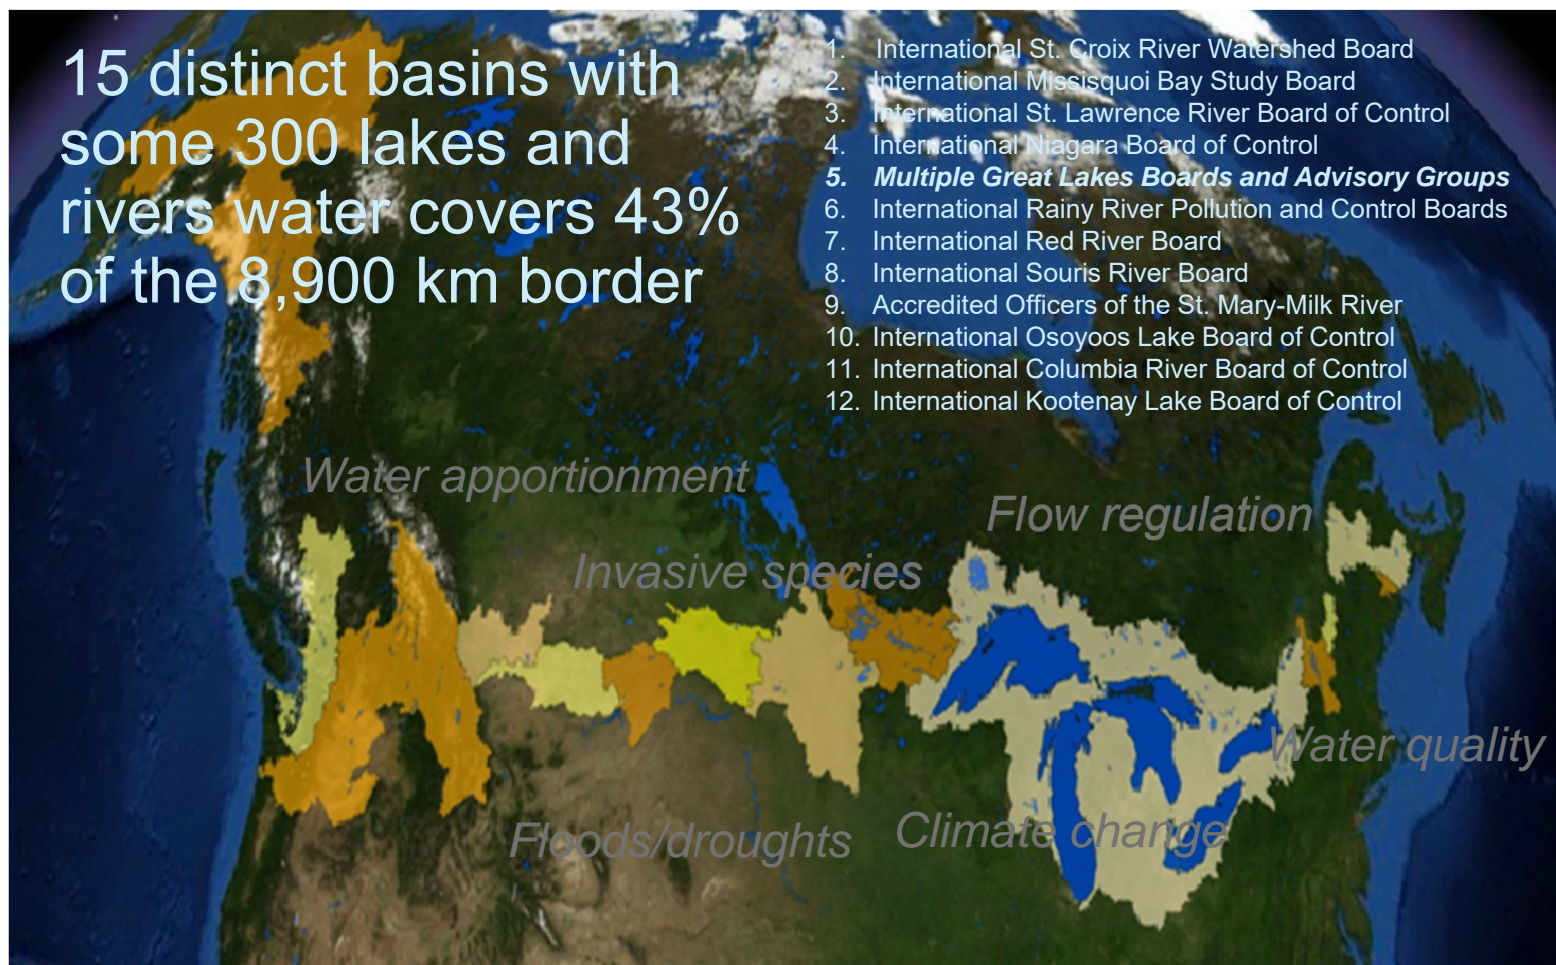 15 distinct basins with
some 300 lakes and
rivers water covers 43%
of the 8,900 km border
1. International St. Croix River Watershed Board
2. International Missisquoi Bay Study Board
3. International St. Lawrence River Board of Control
4. International Niagara Board of Control
5. Multiple Great Lakes Boards and Advisory Groups
6. International Rainy River Pollution and Control Boards
7. International Red River Board
8. International Souris River Board
9. Accredited Officers of the St. Mary-Milk River
10. International Osoyoos Lake Board of Control
11. International Columbia River Board of Control
12. International Kootenay Lake Board of Control
Water apportionment
Flow regulation
Invasive species
Water quality
Floods/droughts
Climate change